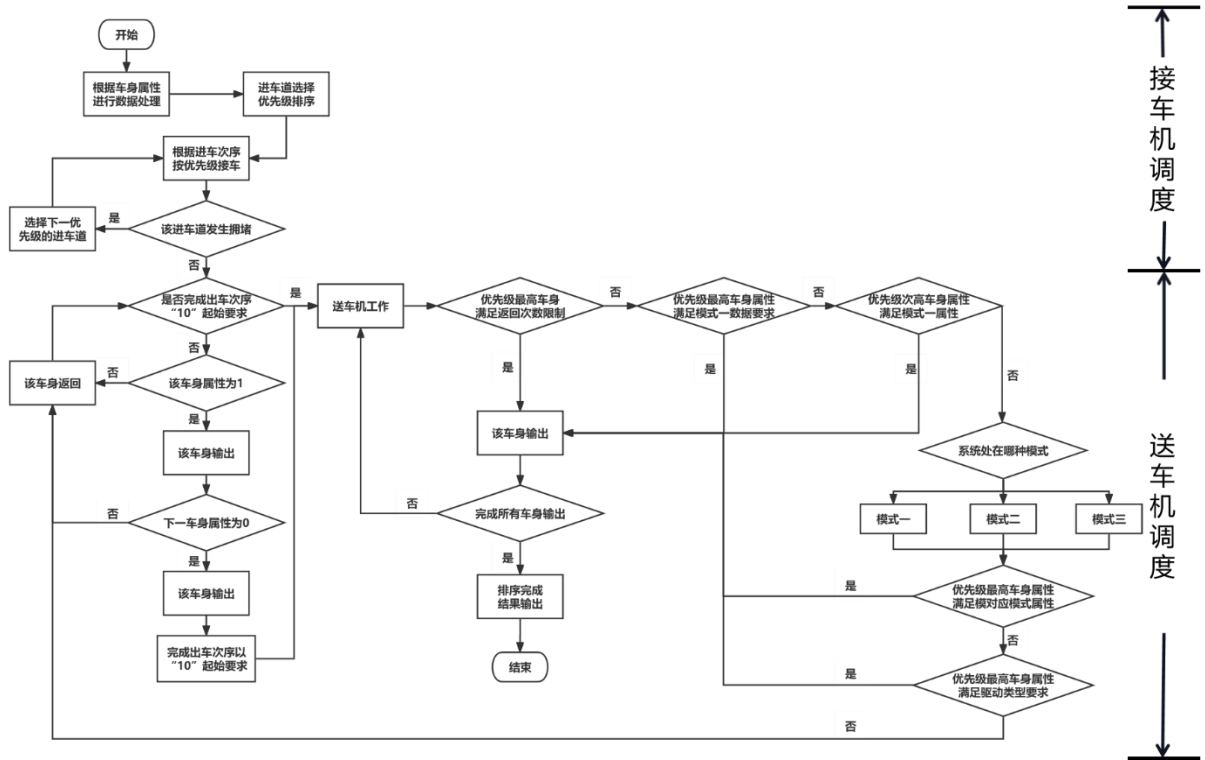 开始
根据车身属性
进行数据处理
进车道选择
优先级排序
根据进车次序
按优先级接车
选择下一优
先级的进车道
是
该进车道发生拥堵
否
接车机调度
是否完成出车次序
“10”起始要求
是
送车机工作
优先级最高车身
满足返回次数限制
否
优先级最高车身属性
满足模式一数据要求
否
优先级次高车身属性
满足模式一属性
否
该车身返回
否
该车身属性为1
是
是
是
否
是
该车身输出
该车身输出
系统处在哪种模式
否
下一车身属性为0
否
完成所有车身输出
模式一
模式二
模式三
送车机调度
是
是
该车身输出
排序完成
结果输出
是
优先级最高车身属性
满足模对应模式属性
否
完成出车次序以
“10”起始要求
结束
是
优先级最高车身属性
满足驱动类型要求
否